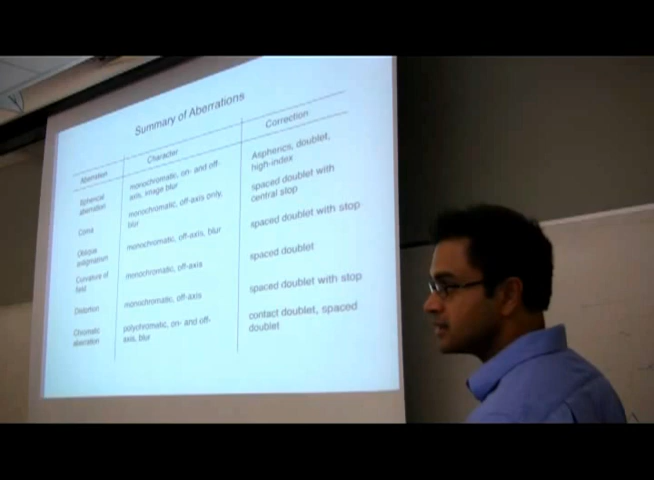 Summary of Aberrations
Aberration Character Correction
Spherical monochromatic, on- and off- Aspherics, doublet,
aberration axis, image blur high-index
Coma monochromatic, off-axis only, spaced doublet with
blur central stop
Oblique monochromatic, off-axis, blur spaced doublet with stop
astigmatism
Curvature of monochromatic, off-axis spaced doublet
field
Distortion monochromatic, off-axis spaced doublet with stop
Chromatic polychromatic, on- and off- contact doublet, spaced
aberration axis, blur doublet